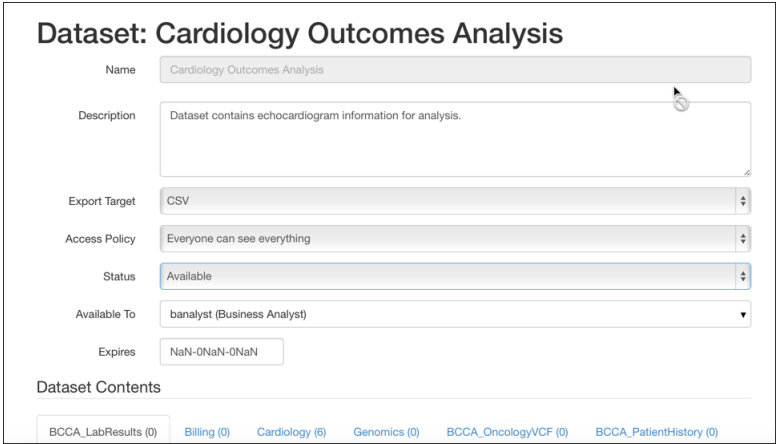 Dataset: Cardiology Outcomes Analysis
Name Cardiology Outcomes Analysis
Description Dataset contains echocardiogram information for analysis.
Export Target CSV
Access Policy Everyone can see everything
Status Available
Available To banalyst (Business Analyst)
Expires NaN-0NaN-0NaN
Dataset Contents
BCCA_LabResults (0) Billing (0) Cardiology (6) Genomics (0) BCCA_OncologyVCF (0) BCCA_PatientHistory (0)